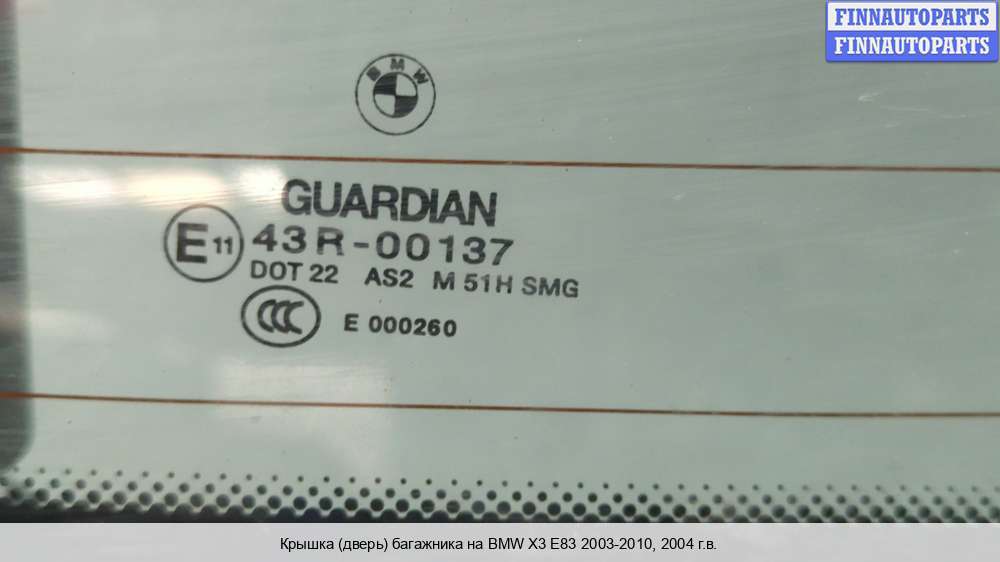 FINNAUTOPARTS
FINNAUTOPARTS
BMW
GUARDIAN
E 11 43R-00137
DOT 22 AS2 M 51H SMG
CCC E 000260
Крышка (дверь) багажника на BMW X3 E83 2003-2010, 2004 г.в.